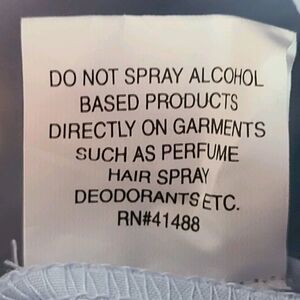 DO NOT SPRAY ALCOHOL
BASED PRODUCTS
DIRECTLY ON GARMENTS
SUCH AS PERFUME
HAIR SPRAY
DEODORANTS ETC.
RN#41488